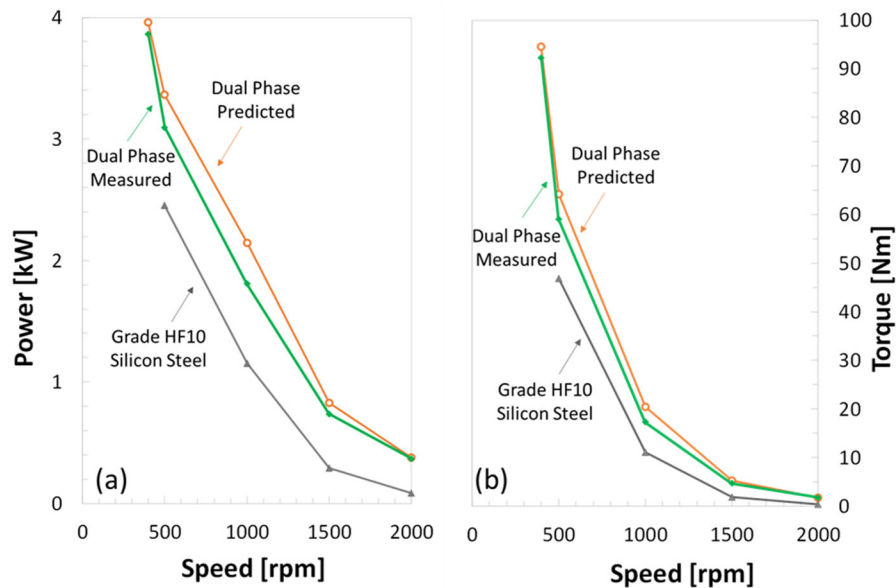 4
3
2
1
0
Power [kW]
Dual Phase
Predicted
Dual Phase
Measured
Grade HF10
Silicon Steel
(a)
0 500 1000 1500 2000
Speed [rpm]
100
90
80
70
60
50
40
30
20
10
0
Torque [Nm]
Dual Phase
Predicted
Dual Phase
Measured
Grade HF10
Silicon Steel
(b)
0 500 1000 1500 2000
Speed [rpm]